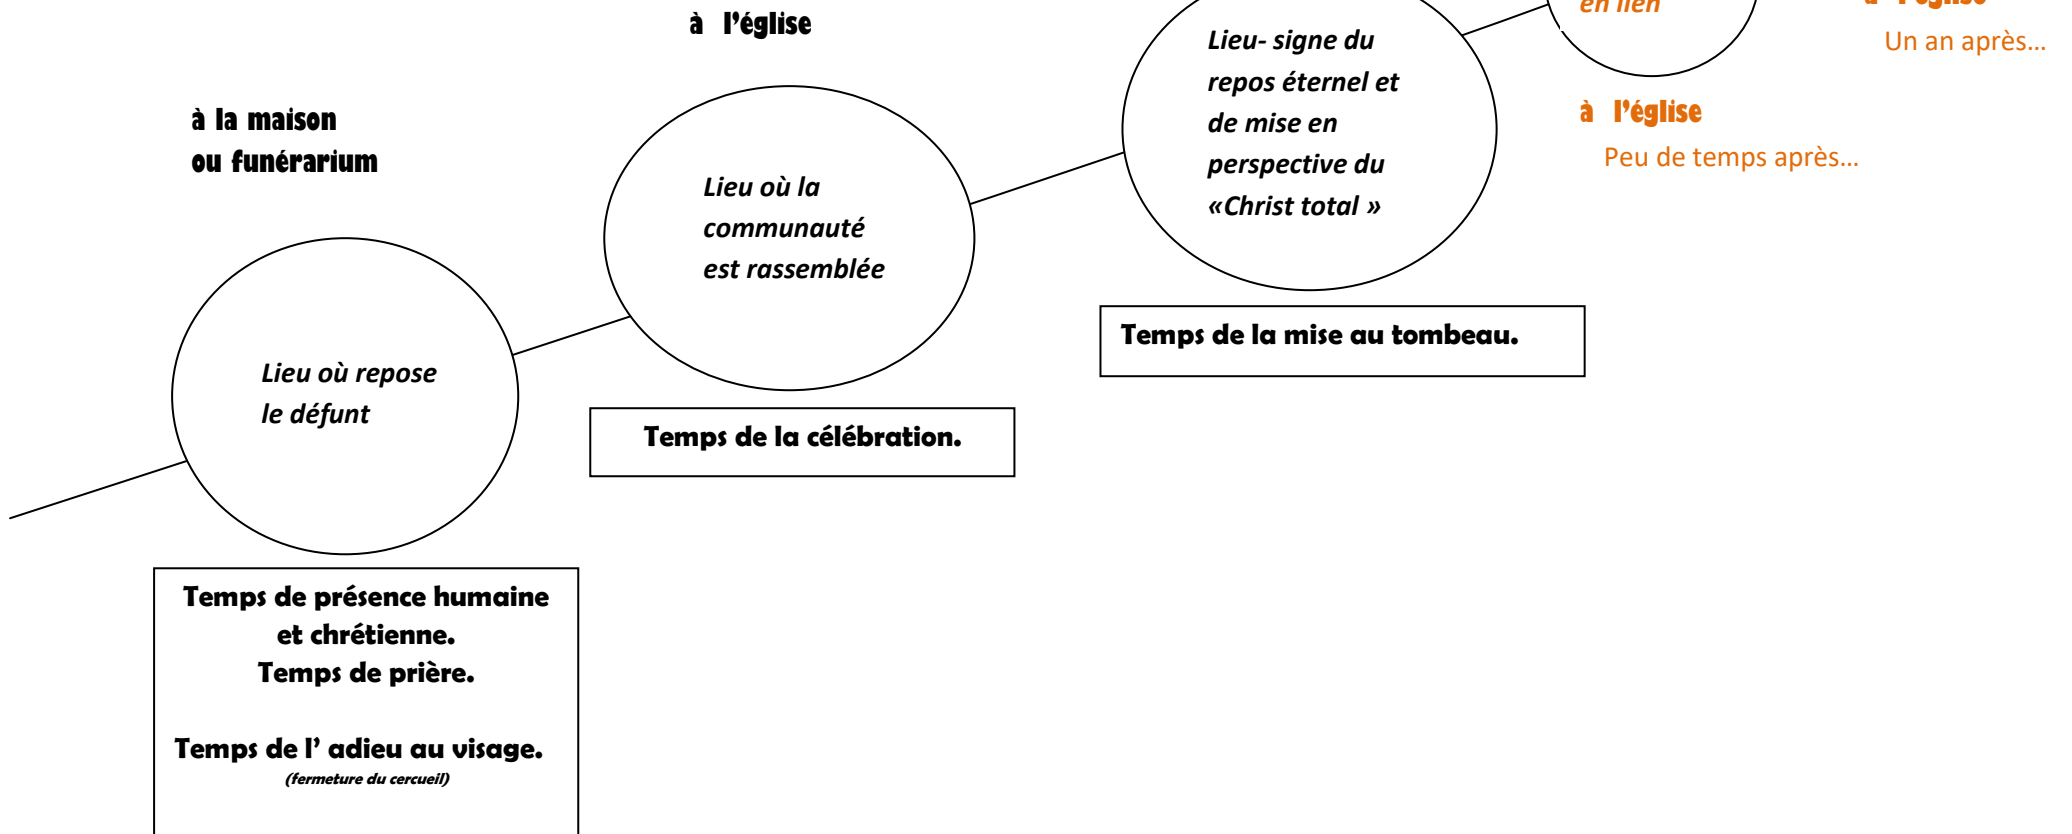 à la maison
ou funérarium
Lieu où repose
le défunt
Temps de présence humaine
et chrétienne.
Temps de prière.
Temps de l’ adieu au visage.
(fermeture du cercueil)
à l’église
Lieu où la
communauté
est rassemblée
Temps de la célébration.
Lieu- signe du
repos éternel et
de mise en
perspective du
«Christ total »
Temps de la mise au tombeau.
en lien
à l’église
Peu de temps après…
à l’église
Un an après…